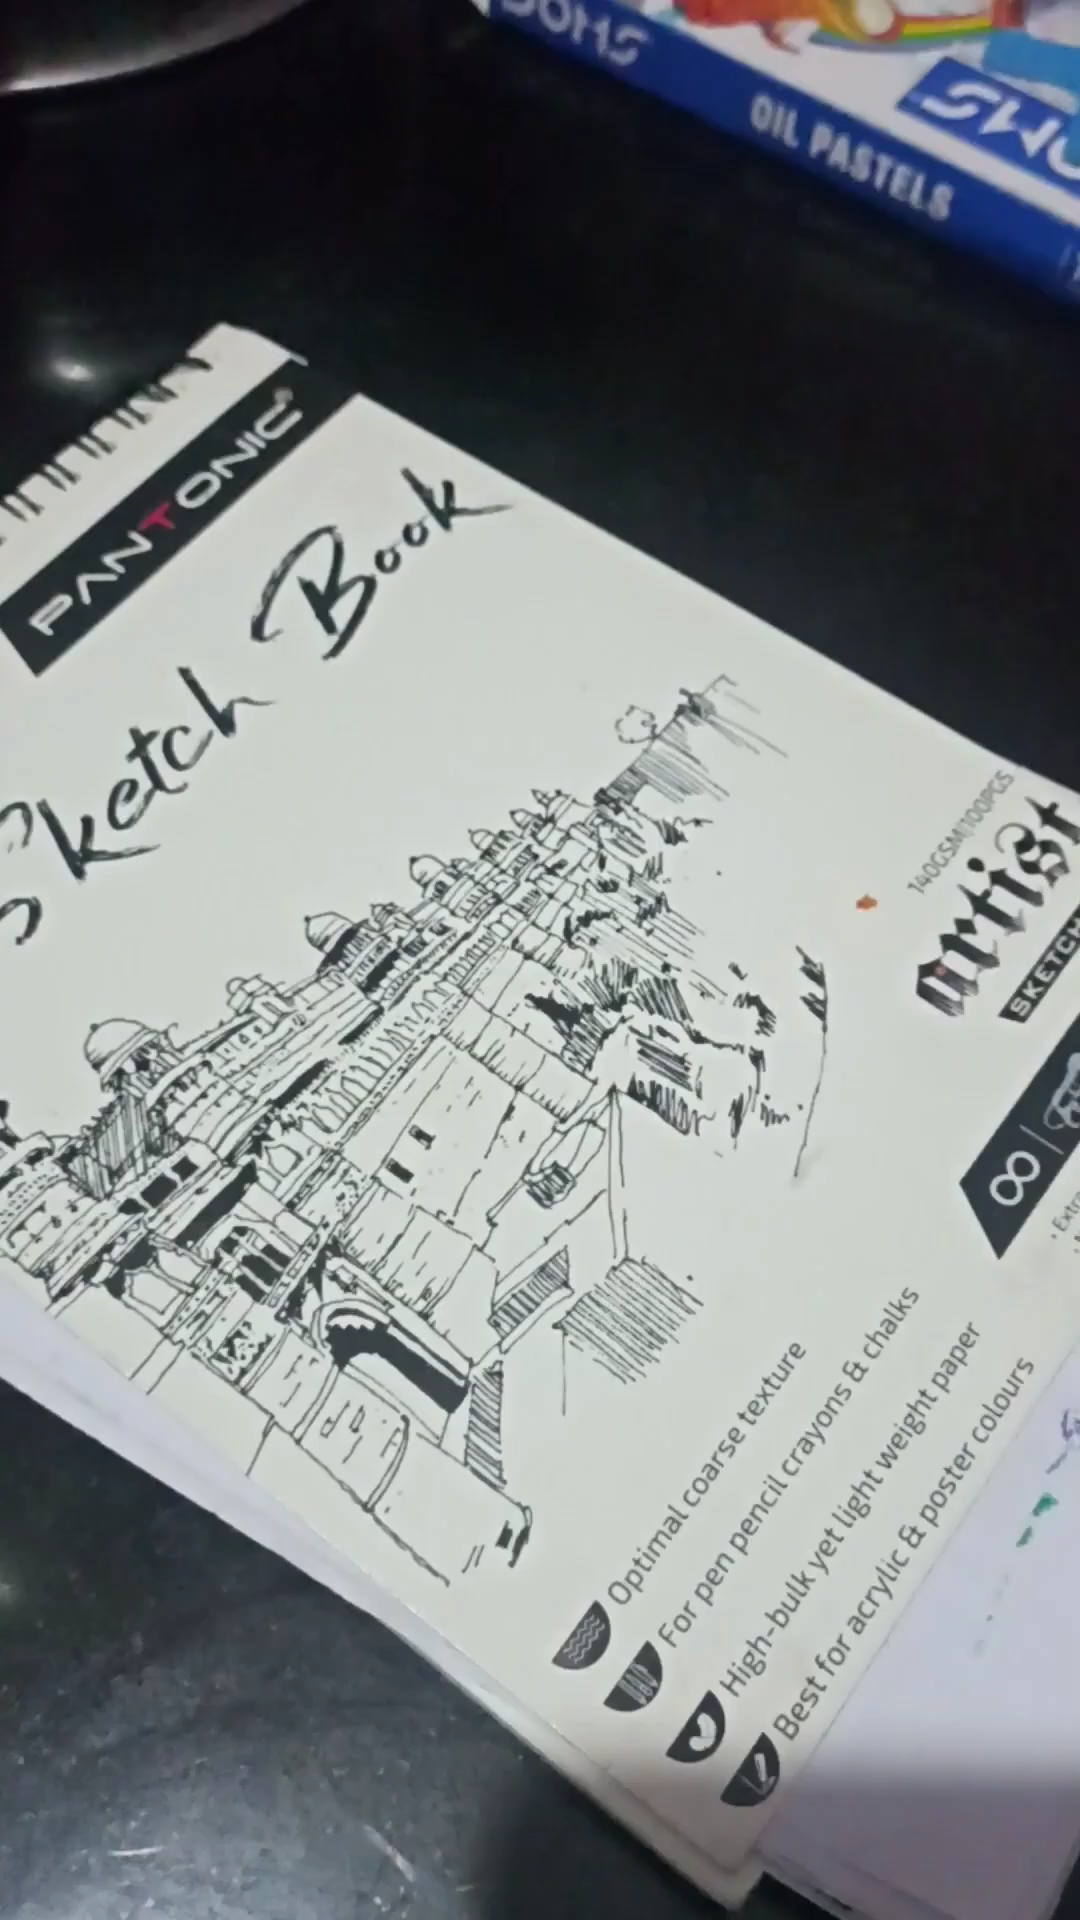 OIL PASTELS
PANTONIC
Sketch Book
140GSM|100PGS
artist
SKETCH
Optimal coarse texture
For pen pencil crayons & chalks
High-bulk yet light weight paper
Best for acrylic & poster colours